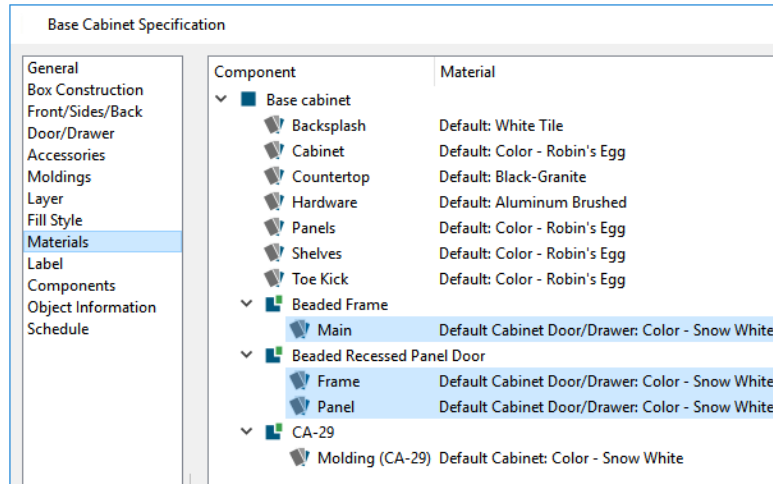 Base Cabinet Specification
General
Box Construction
Front/Sides/Back
Door/Drawer
Accessories
Moldings
Layer
Fill Style
Materials
Label
Components
Object Information
Schedule
Component Material
Base cabinet
Backsplash Default: White Tile
Cabinet Default: Color - Robin's Egg
Countertop Default: Black-Granite
Hardware Default: Aluminum Brushed
Panels Default: Color - Robin's Egg
Shelves Default: Color - Robin's Egg
Toe Kick Default: Color - Robin's Egg
Beaded Frame
Main Default Cabinet Door/Drawer: Color - Snow White
Beaded Recessed Panel Door
Frame Default Cabinet Door/Drawer: Color - Snow White
Panel Default Cabinet Door/Drawer: Color - Snow White
CA-29
Molding (CA-29) Default Cabinet: Color - Snow White